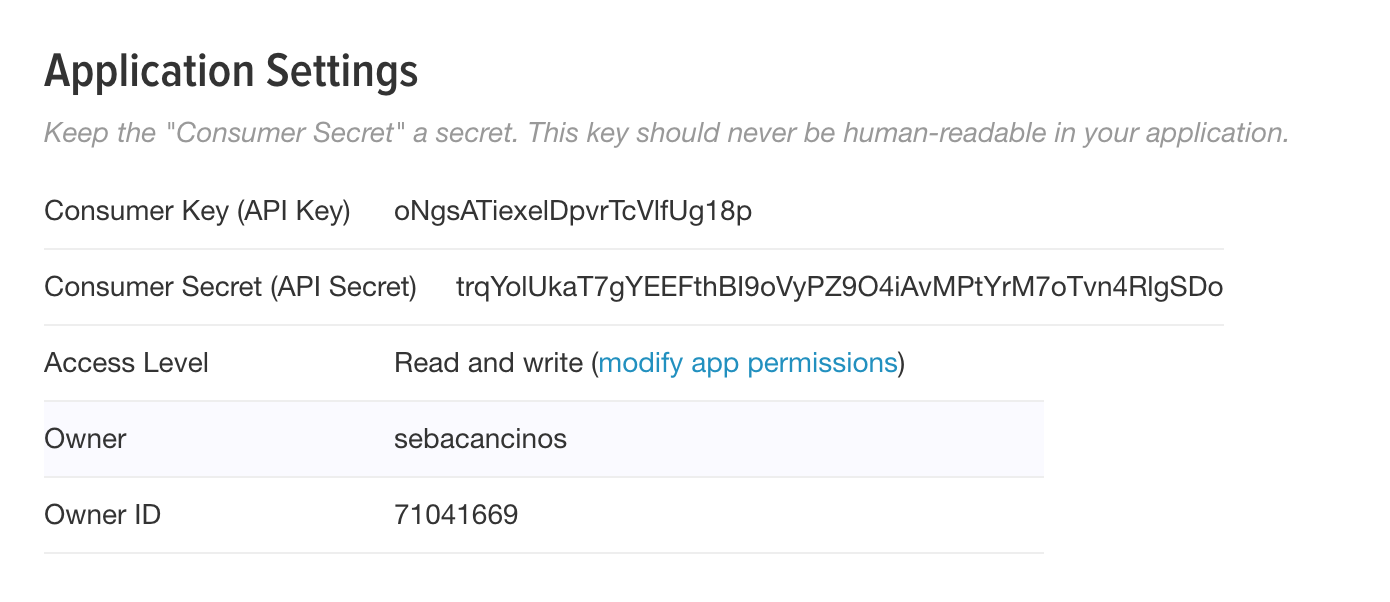 Application Settings
Keep the "Consumer Secret" a secret. This key should never be human-readable in your application.
Consumer Key (API Key) oNgsATiexelDpvrTcVlfUg18p
Consumer Secret (API Secret) trqYolUkaT7gYEEFthBI9oVyPZ9O4iAvMPtYrM7oTvn4RlgSDo
Access Level Read and write (modify app permissions)
Owner sebacancinos
Owner ID 71041669